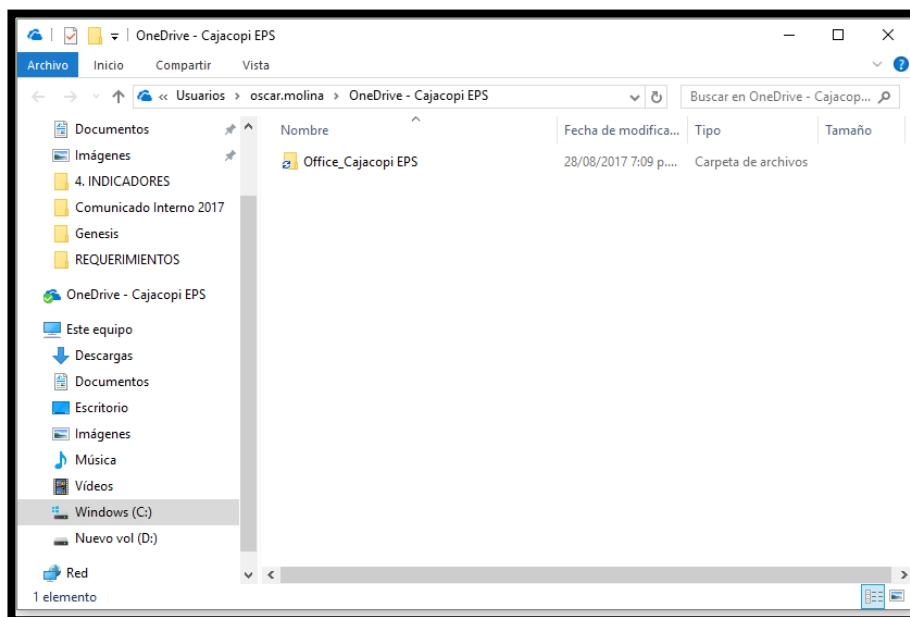 OneDrive - Cajacopi EPS
Archivo Inicio Compartir Vista
« Usuarios > oscar.molina > OneDrive - Cajacopi EPS
Buscar en OneDrive - Cajacop...
Nombre Fecha de modifica... Tipo Tamaño
Office_Cajacopi EPS 28/08/2017 7:09 p.... Carpeta de archivos
Documentos
Imágenes
4. INDICADORES
Comunicado Interno 2017
Genesis
REQUERIMIENTOS
OneDrive - Cajacopi EPS
Este equipo
Descargas
Documentos
Escritorio
Imágenes
Música
Vídeos
Windows (C:)
Nuevo vol (D:)
Red
1 elemento